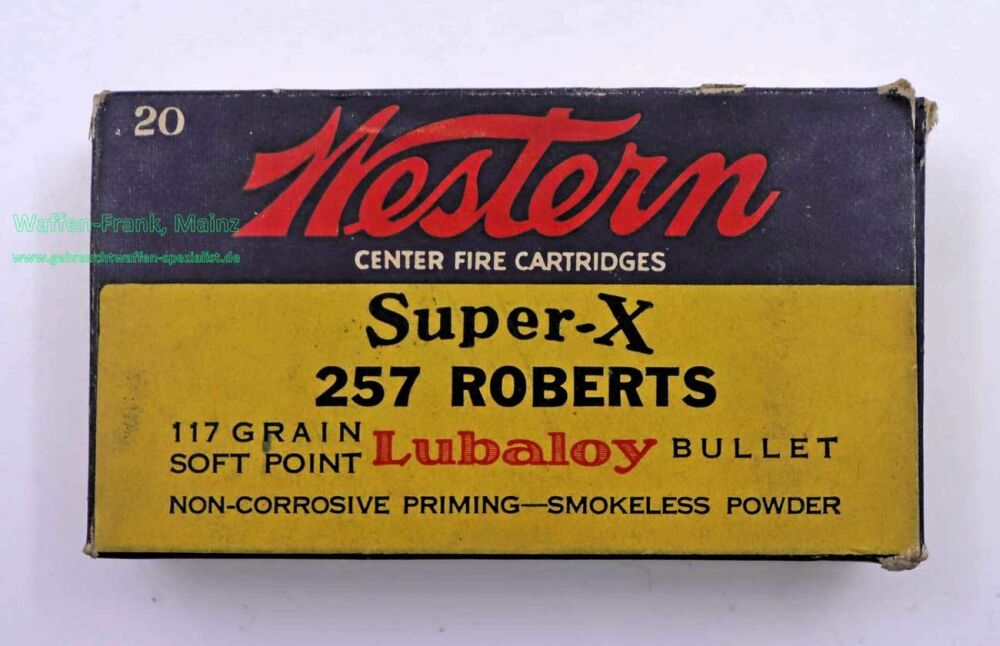 20
Western
CENTER FIRE CARTRIDGES
Super-X
257 ROBERTS
117 GRAIN
SOFT POINT
Lubaloy BULLET
NON-CORROSIVE PRIMING—SMOKELESS POWDER
Waffen-Frank, Mainz
www.gebrauchtwaffen-spezialist.de